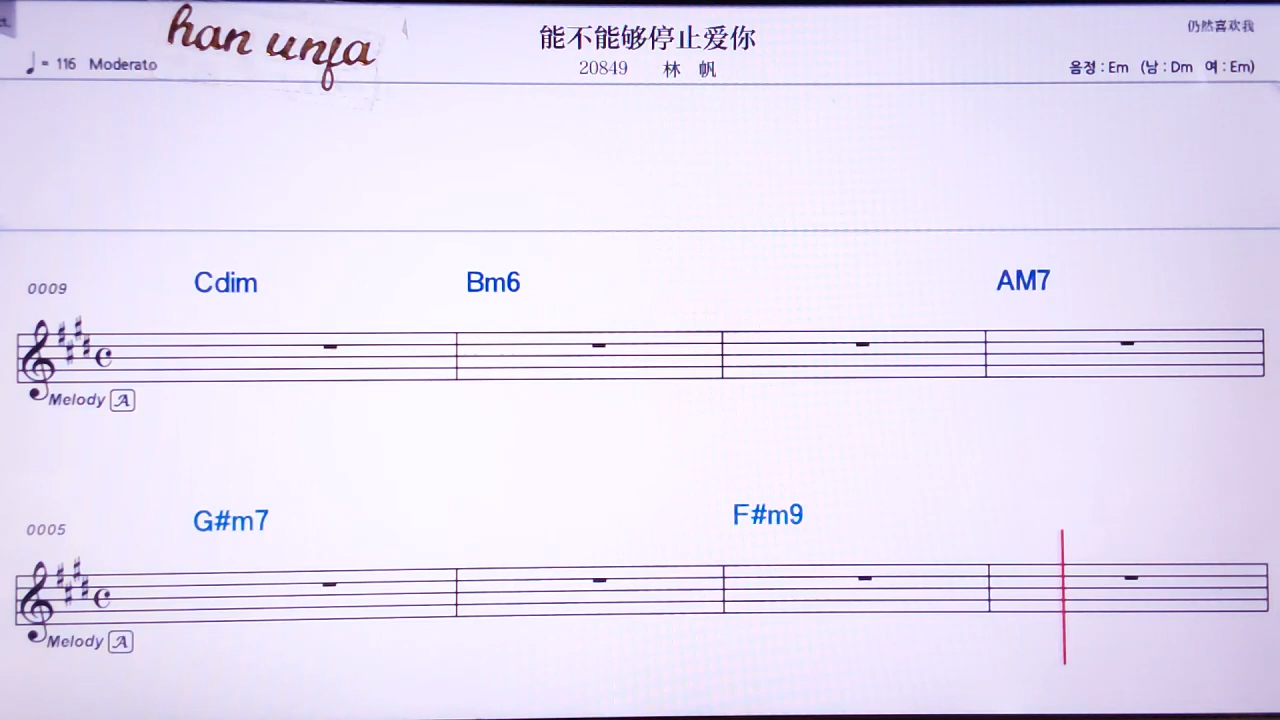 han unfa
能不能够停止爱你
仍然喜欢我
♩= 116 Moderato
20849 林 帆
음정 : Em (남 : Dm 여 : Em)
0009 Cdim Bm6 AM7
Melody A
0005 G#m7 F#m9
Melody A